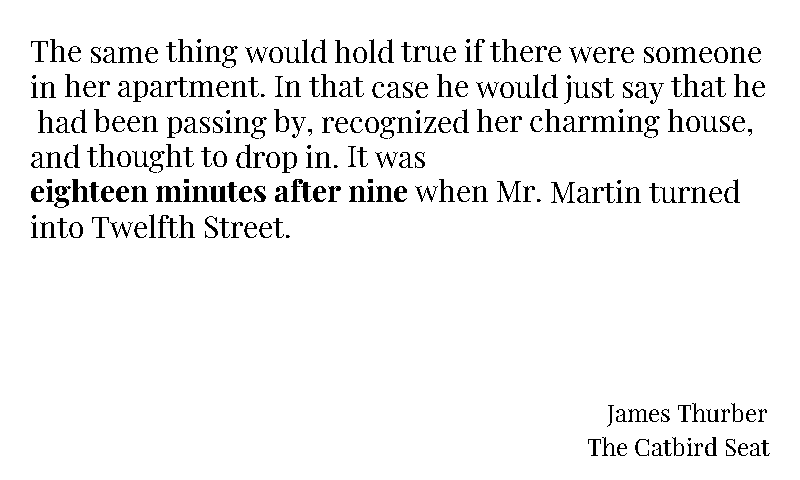 The same thing would hold true if there were someone
in her apartment. In that case he would just say that he
had been passing by, recognized her charming house,
and thought to drop in. It was
eighteen minutes after nine when Mr. Martin turned
into Twelfth Street.
James Thurber
The Catbird Seat